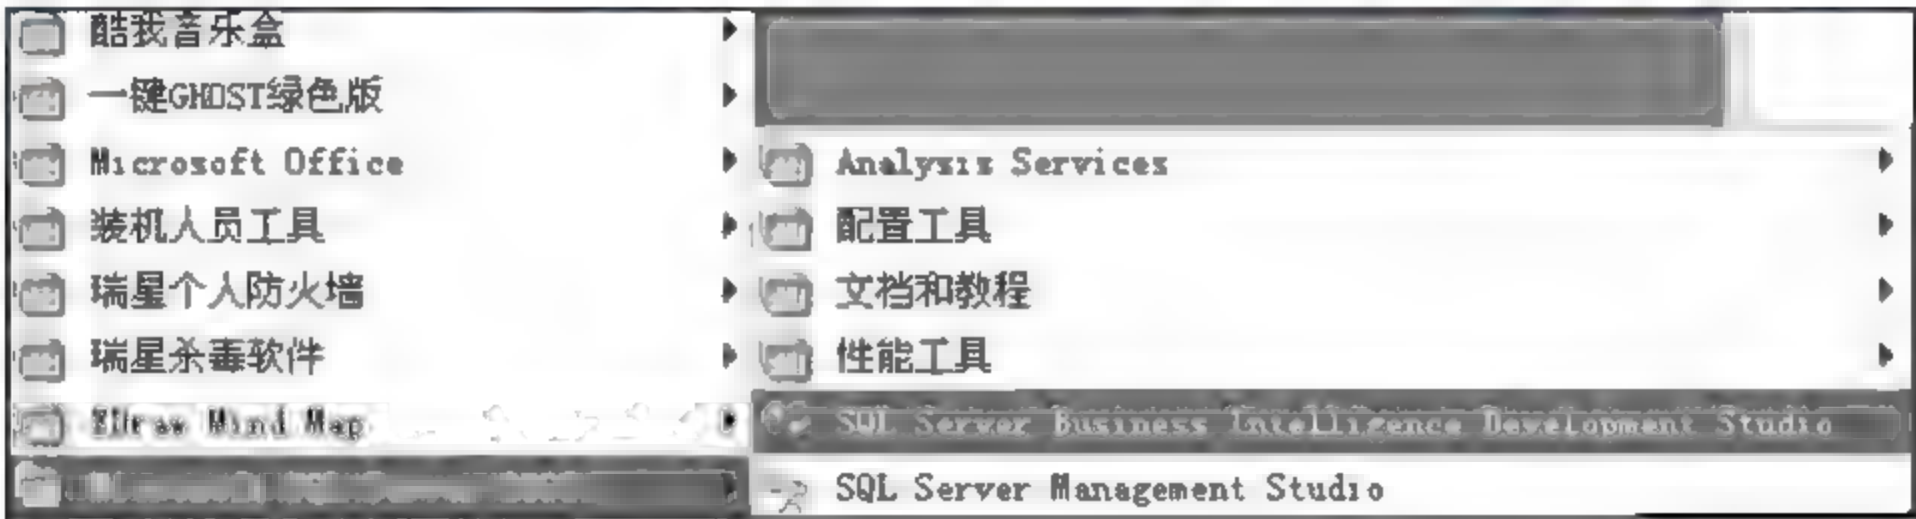 酷我音乐盒
一键GHOST绿色版
Microsoft Office
装机人员工具
瑞星个人防火墙
瑞星杀毒软件
Mind Map
Analysis Services
配置工具
文档和教程
性能工具
SQL Server Business Intelligence Development Studio
SQL Server Management Studio